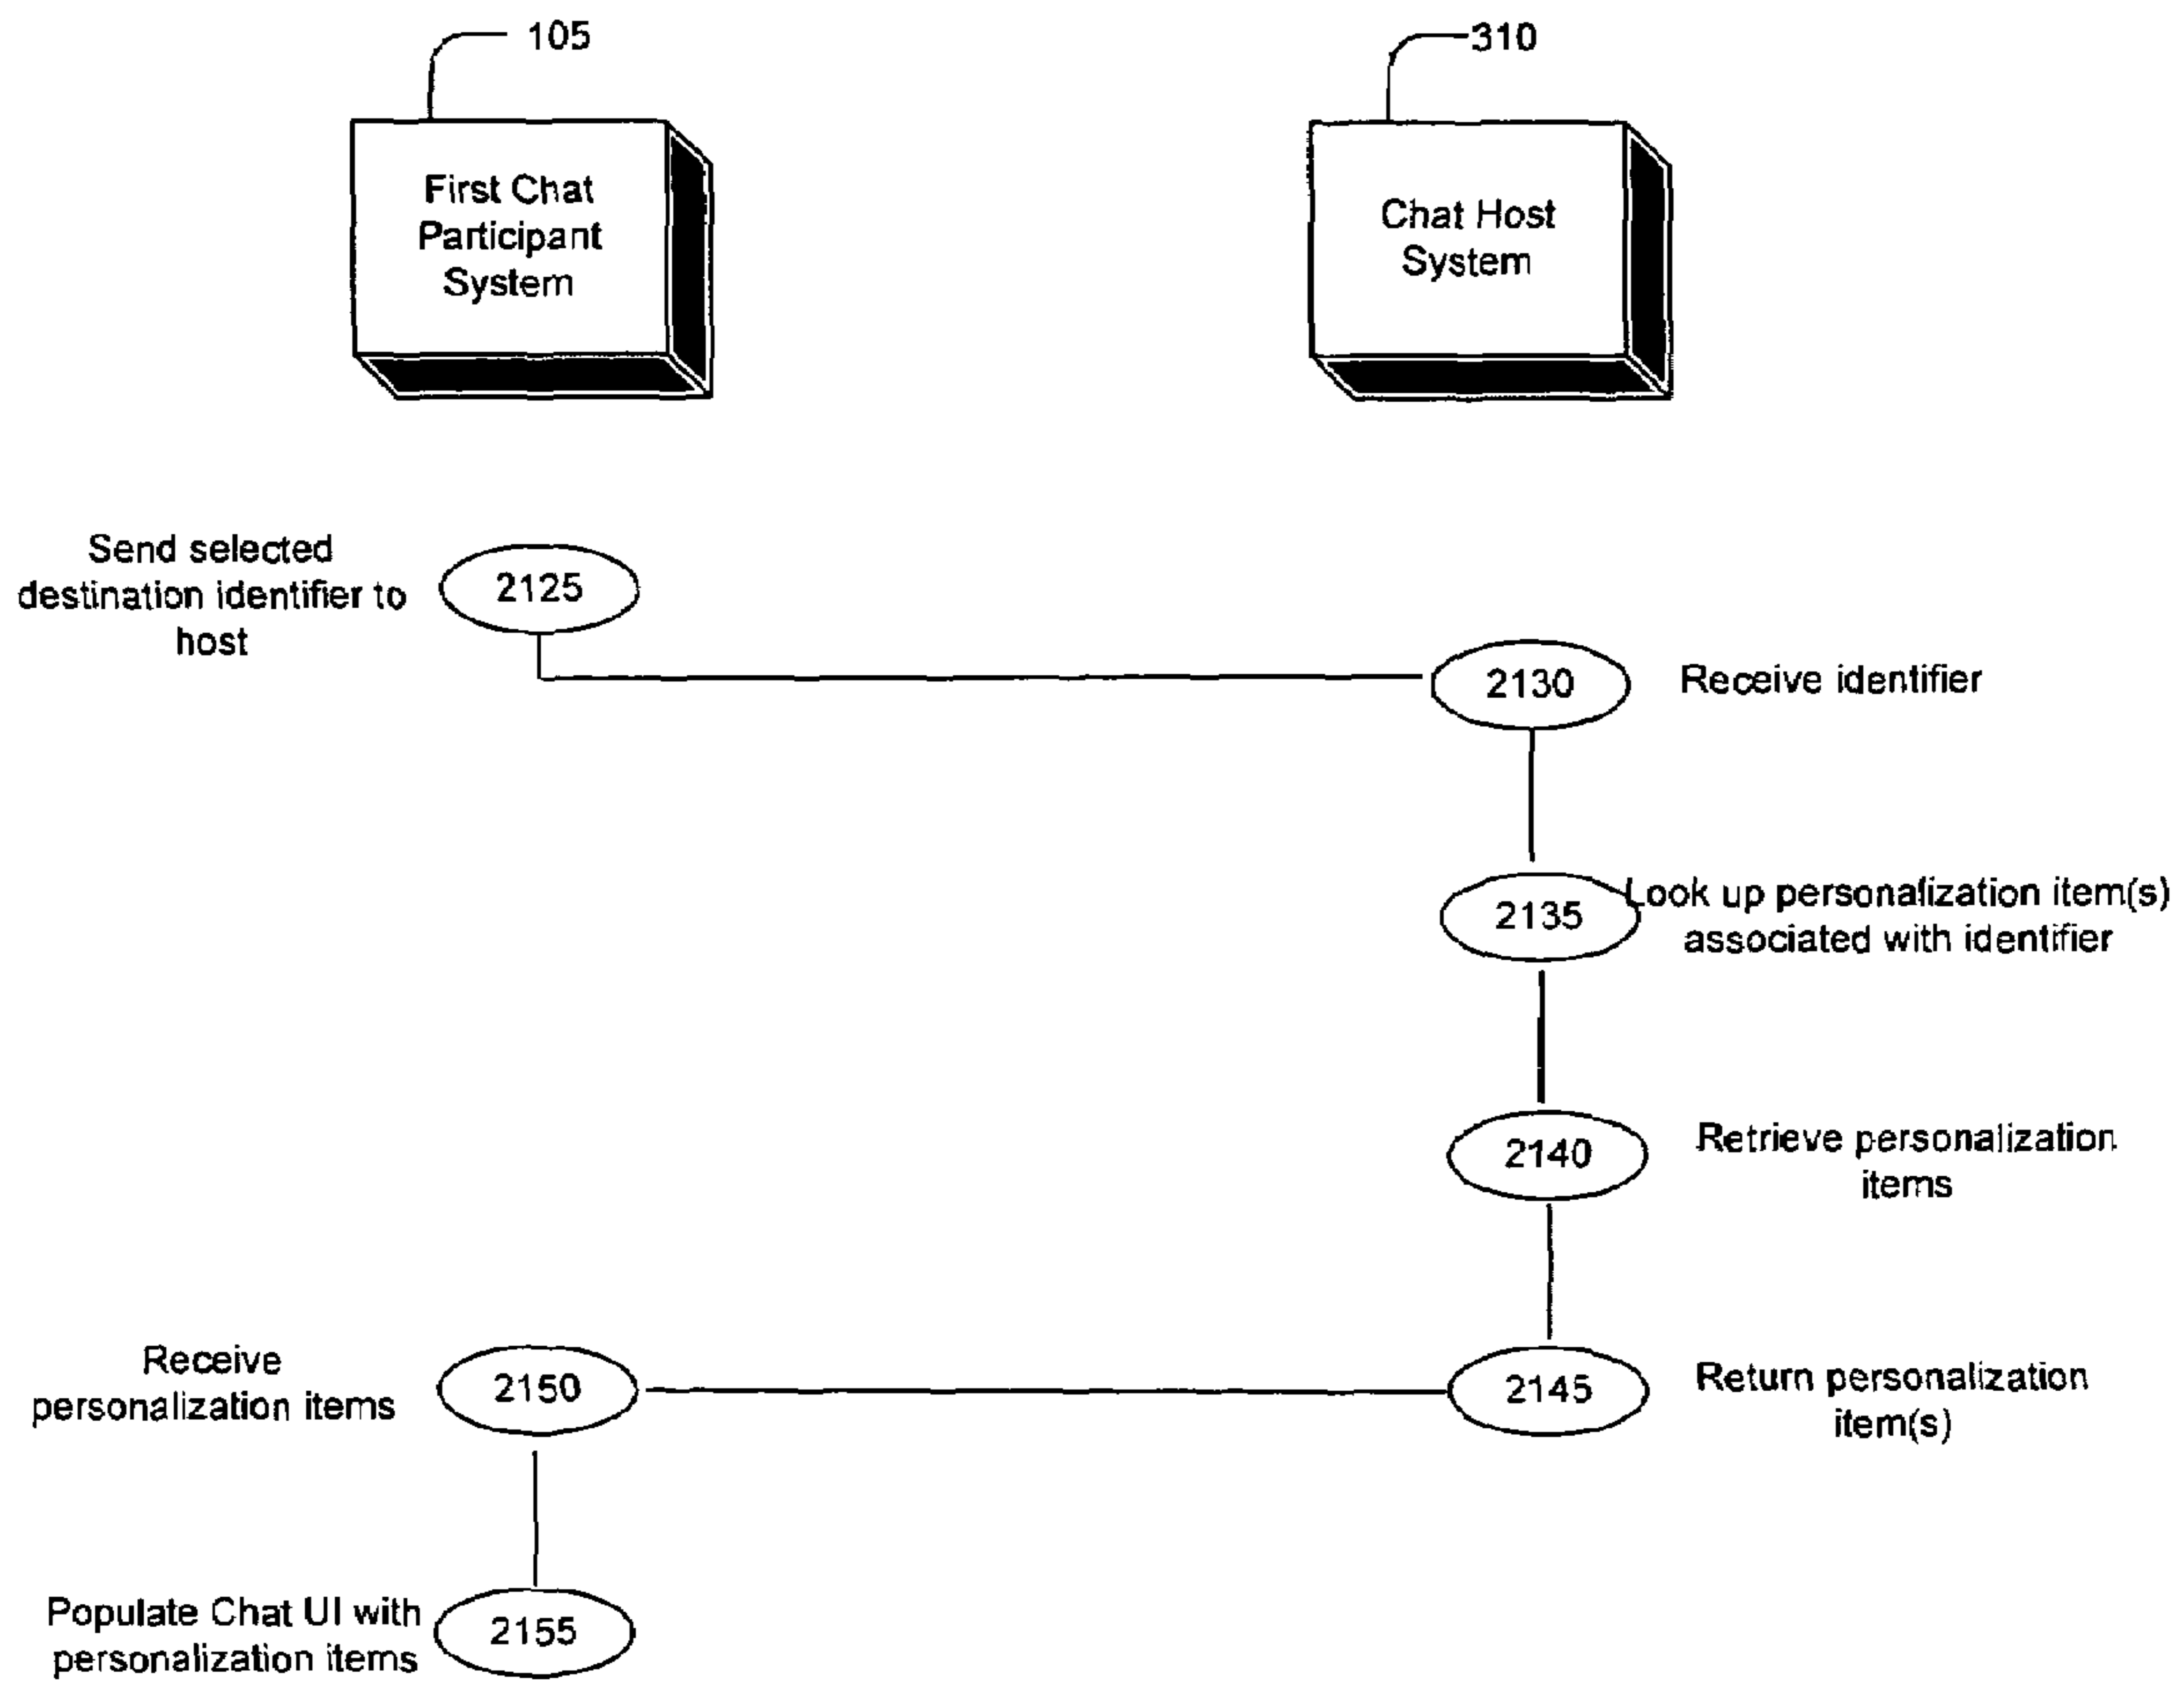 105
310
First Chat
Participant
System
Chat Host
System
Send selected
destination identifier to
host
2125
2130
Receive identifier
2135
Look up personalization item(s)
associated with identifier
2140
Retrieve personalization
items
Receive
personalization items
2150
2145
Return personalization
item(s)
Populate Chat UI with
personalization items
2155